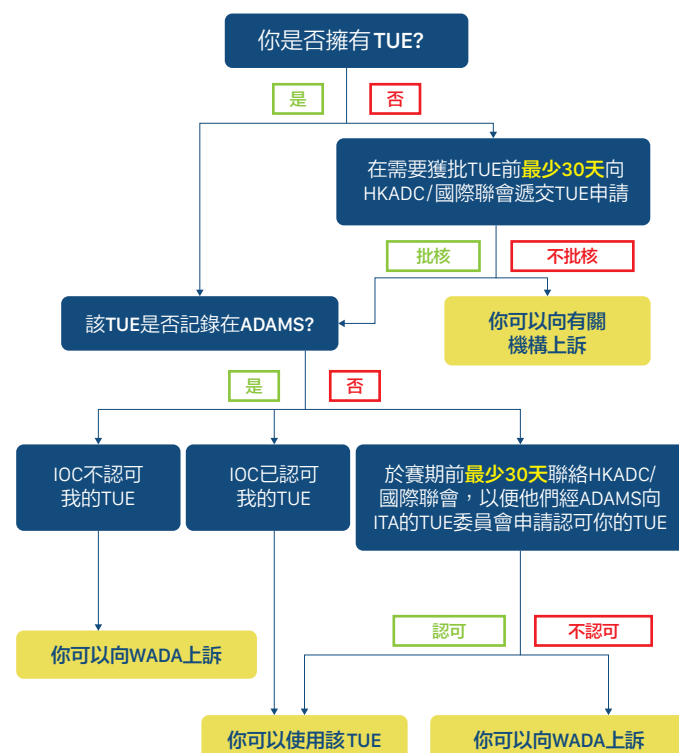 你是否擁有TUE?
是
否
在需要獲批TUE前最少30天向
HKADC/國際聯會遞交TUE申請
批核
不批核
該TUE是否記錄在ADAMS?
你可以向有關
機構上訴
是
否
IOC不認可
我的TUE
IOC已認可
我的TUE
於賽期前最少30天聯絡HKADC/
國際聯會，以便他們經ADAMS向
ITA的TUE委員會申請認可你的TUE
認可
不認可
你可以向WADA上訴
你可以使用該TUE
你可以向WADA上訴